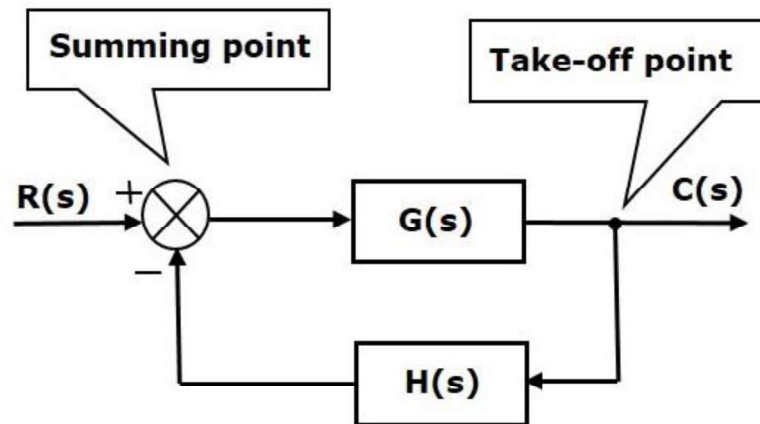 Summing point
Take-off point
R(s)
+
−
G(s)
C(s)
H(s)